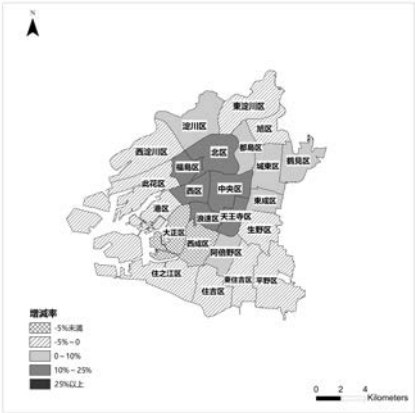 N
東淀川区
淀川区
旭区
北区
都島区
西淀川区
城東区
鶴見区
福島区
此花区
西区
中央区
東成区
港区
浪速区
天王寺区
大正区
生野区
西成区
阿倍野区
住之江区
東住吉区
平野区
住吉区
増減率
-5%未満
-5%~0
0~10%
10%~25%
25%以上
0 2 4
Kilometers